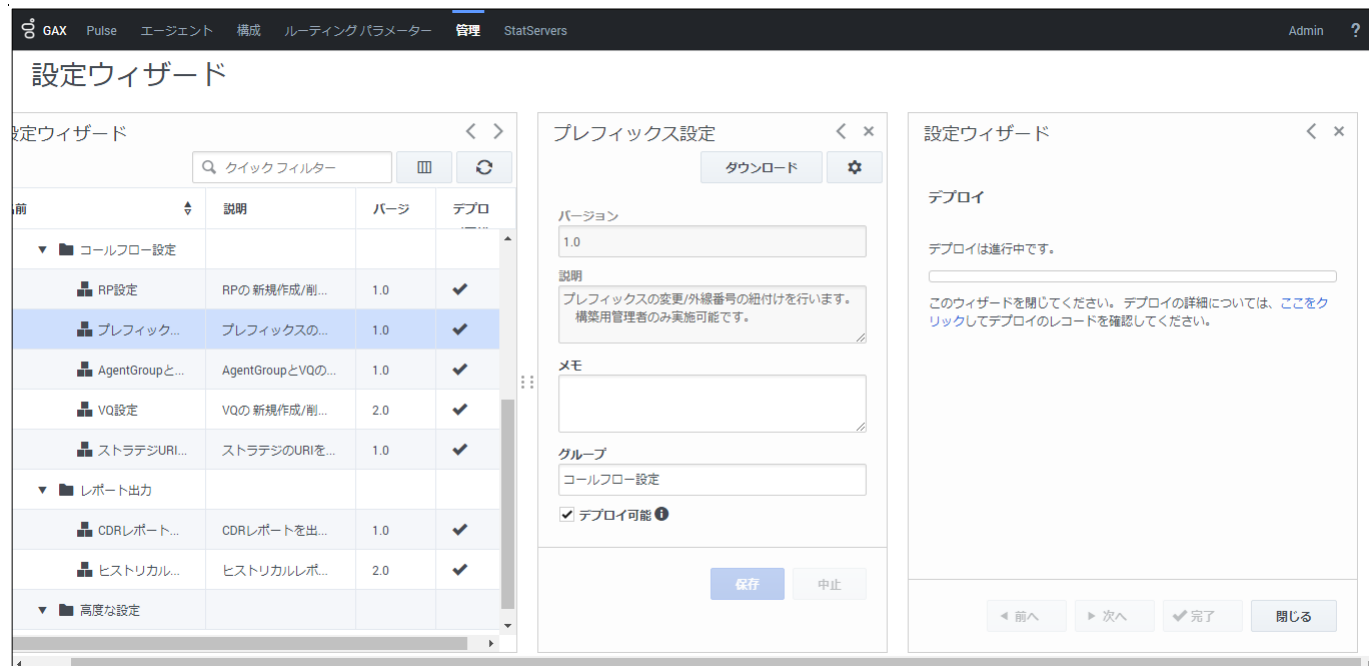 GAX Pulse エージェント 構成 ルーティング パラメーター 管理 StatServers Admin ?
設定ウィザード
設定ウィザード
クイック フィルター
名前 説明 バージ デプロ
コールフロー設定
RP設定 RPの 新規作成/削... 1.0
プレフィック... プレフィックスの... 1.0
AgentGroupと... AgentGroupとVQの... 1.0
VQ設定 VQの 新規作成/削... 2.0
ストラテジURI... ストラテジのURIを... 1.0
レポート出力
CDRレポート... CDRレポートを出... 1.0
ヒストリカル... ヒストリカルレポ... 2.0
高度な設定
プレフィックス設定
ダウンロード
バージョン
1.0
説明
プレフィックスの変更/外線番号の紐付けを行います。
構築用管理者のみ実施可能です。
メモ
グループ
コールフロー設定
デプロイ可能
保存 中止
設定ウィザード
デプロイ
デプロイは進行中です。
このウィザードを閉じてください。 デプロイの詳細については、ここをク
リックしてデプロイのレコードを確認してください。
前へ 次へ 完了 閉じる